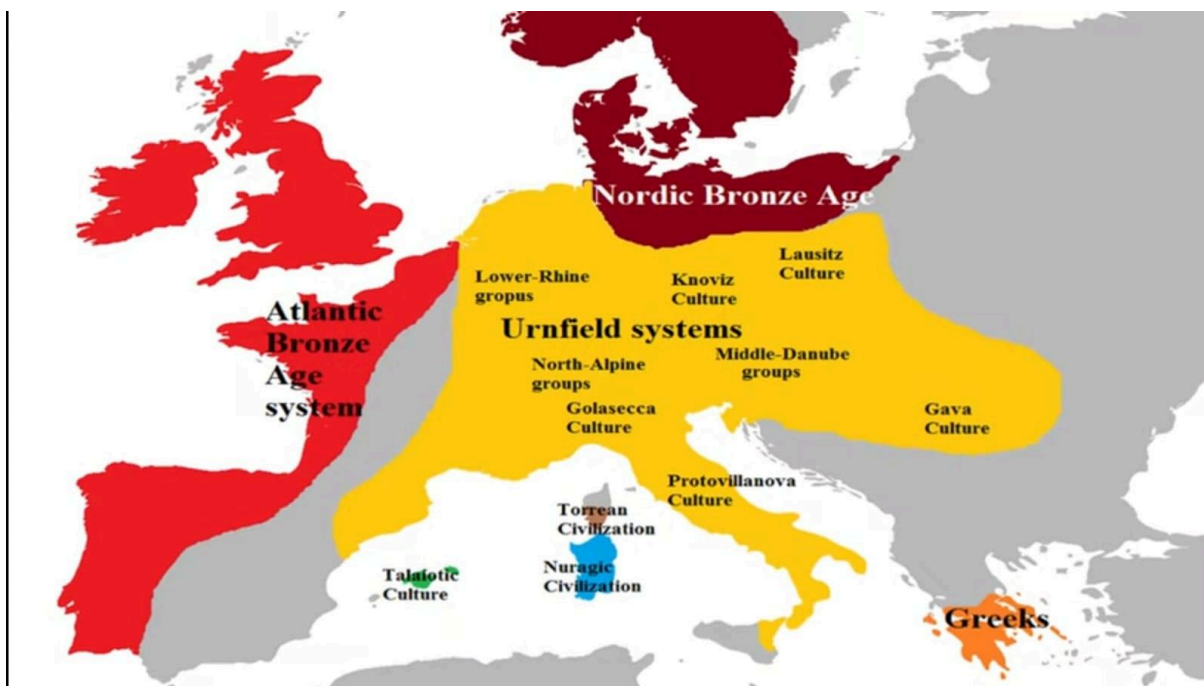 Nordic Bronze Age
Lausitz
Culture
Lower-Rhine
gropus
Knoviz
Culture
Atlantic
Bronze
Age
system
Urnfield systems
North-Alpine
groups
Middle-Danube
groups
Golasecca
Culture
Gava
Culture
Protovillanova
Culture
Torrean
Civilization
Talaiotic
Culture
Nuragic
Civilization
Greeks